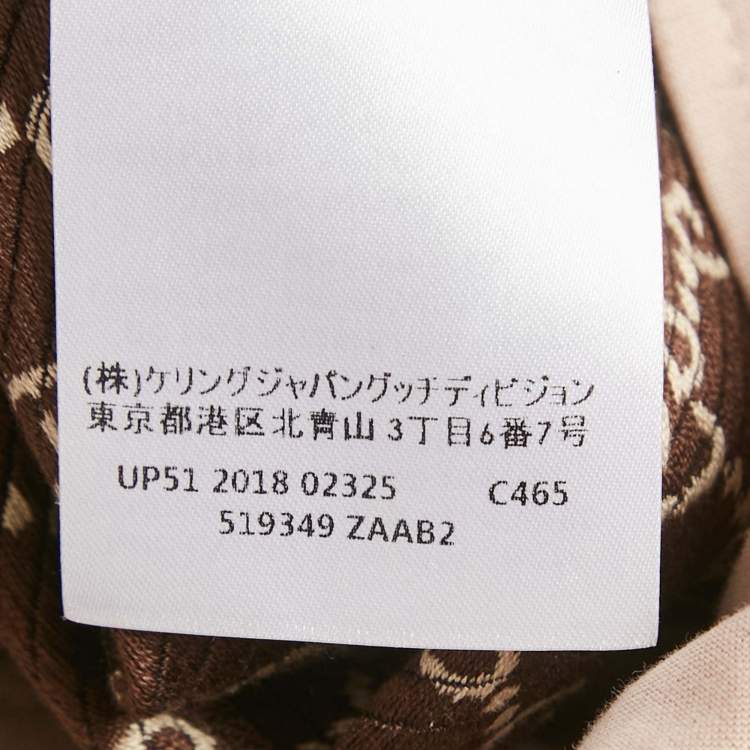 (株)ケリングジャパングッチディビジョン
東京都港区北青山 3丁目6番7号
UP51 2018 02325 C465
519349 ZAAB2